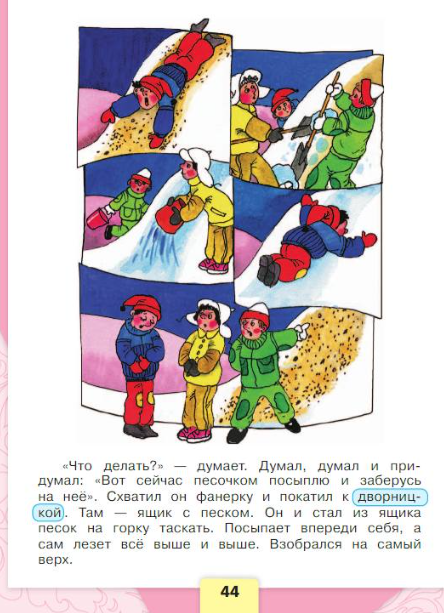 «Что делать?» — думает. Думал, думал и при-
думал: «Вот сейчас песочком посыплю и заберусь
на неё». Схватил он фанерку и покатил к дворниц-
кой. Там — ящик с песком. Он и стал из ящика
песок на горку таскать. Посыпает впереди себя, а
сам лезет всё выше и выше. Взобрался на самый
верх.
44